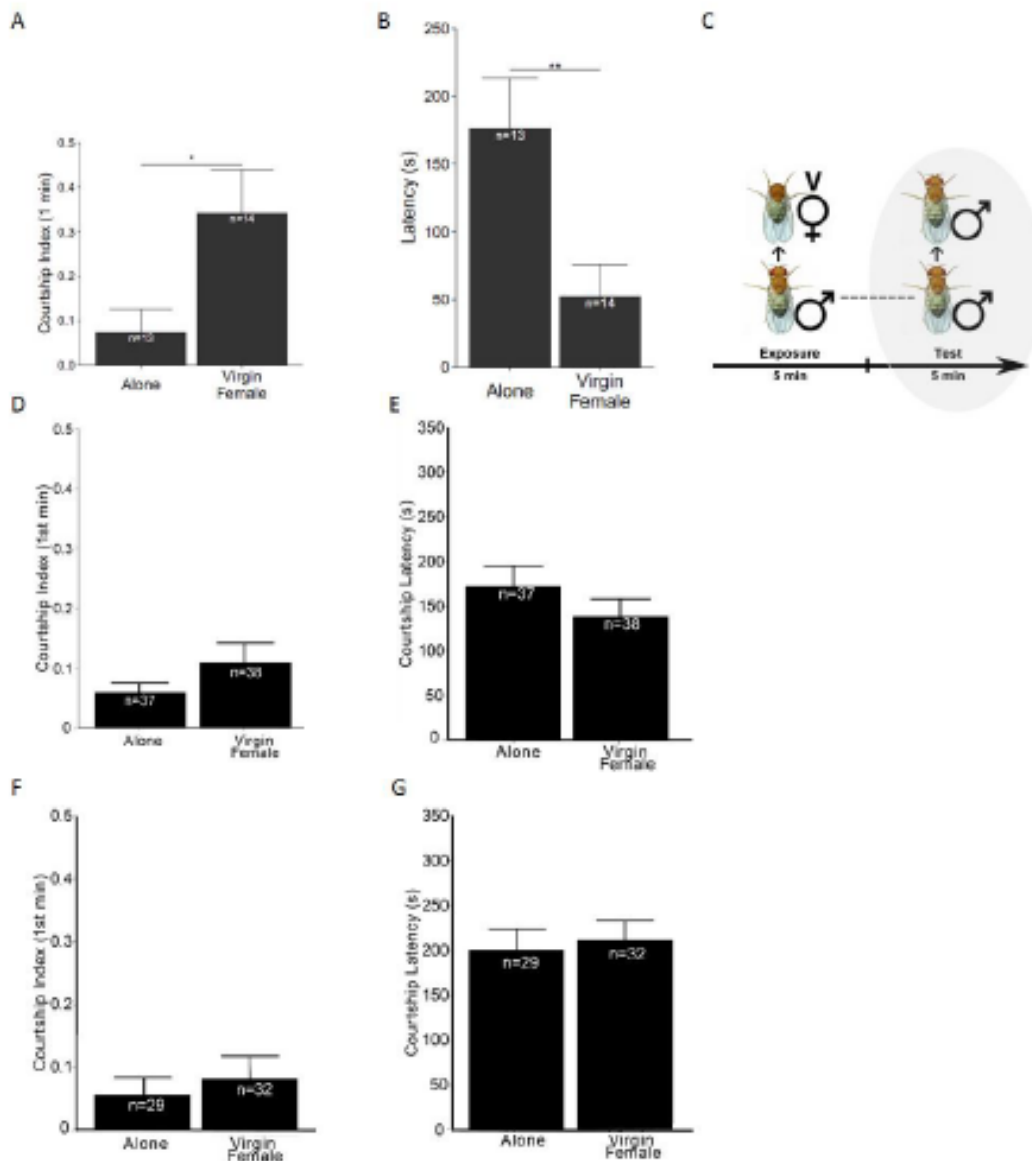 A
Courtship Index (1 min)
0.5
0.4
0.3
0.2
0.1
0.0
*
n=13
n=14
Alone
Virgin
Female
B
Latency (s)
250
200
150
100
50
0
**
n=13
n=14
Alone
Virgin
Female
C
V
♀
♂
♂
♂
Exposure
Test
5 min
5 min
D
Courtship Index (1st min)
0.5
0.4
0.3
0.2
0.1
0
n=37
n=38
Alone
Virgin
Female
E
Courtship Latency (s)
350
300
250
200
150
100
50
0
n=37
n=38
Alone
Virgin
Female
F
Courtship Index (1st min)
0.5
0.4
0.3
0.2
0.1
0
n=29
n=32
Alone
Virgin
Female
G
Courtship Latency (s)
350
300
250
200
150
100
50
0
n=29
n=32
Alone
Virgin
Female